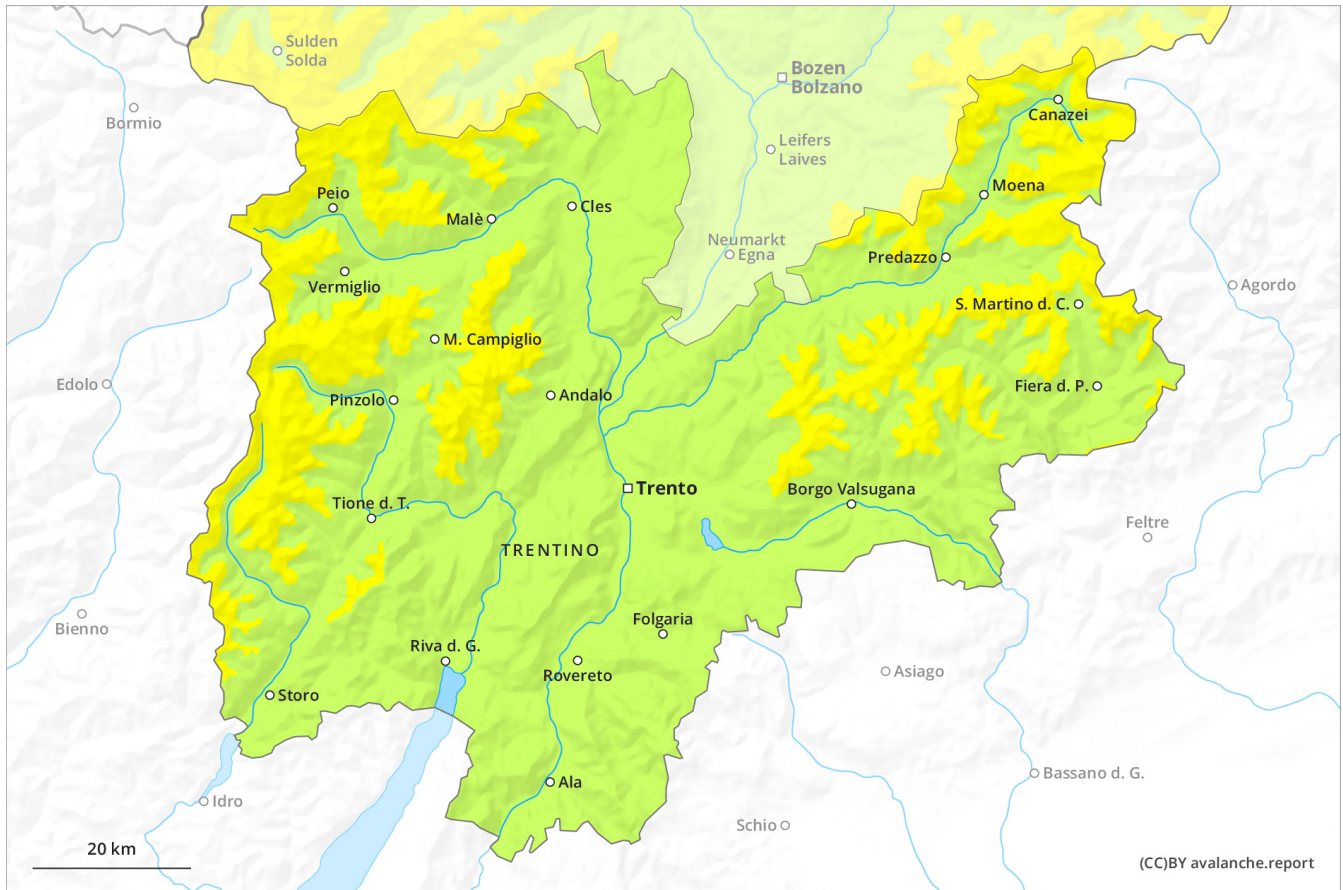 Sulden
Solda
Bozen
Bolzano
Bormio
Canazei
Leifers
Laives
Moena
Peio
Malè
Cles
Neumarkt
Egna
Predazzo
Vermiglio
Agordo
S. Martino d. C.
M. Campiglio
Edolo
Fiera d. P.
Andalo
Pinzolo
Trento
Borgo Valsugana
Tione d. T.
Feltre
TRENTINO
Folgaria
Bienno
Riva d. G.
Rovereto
Asiago
Storo
Bassano d. G.
Ala
Idro
Schio
20 km
(CC)BY avalanche.report